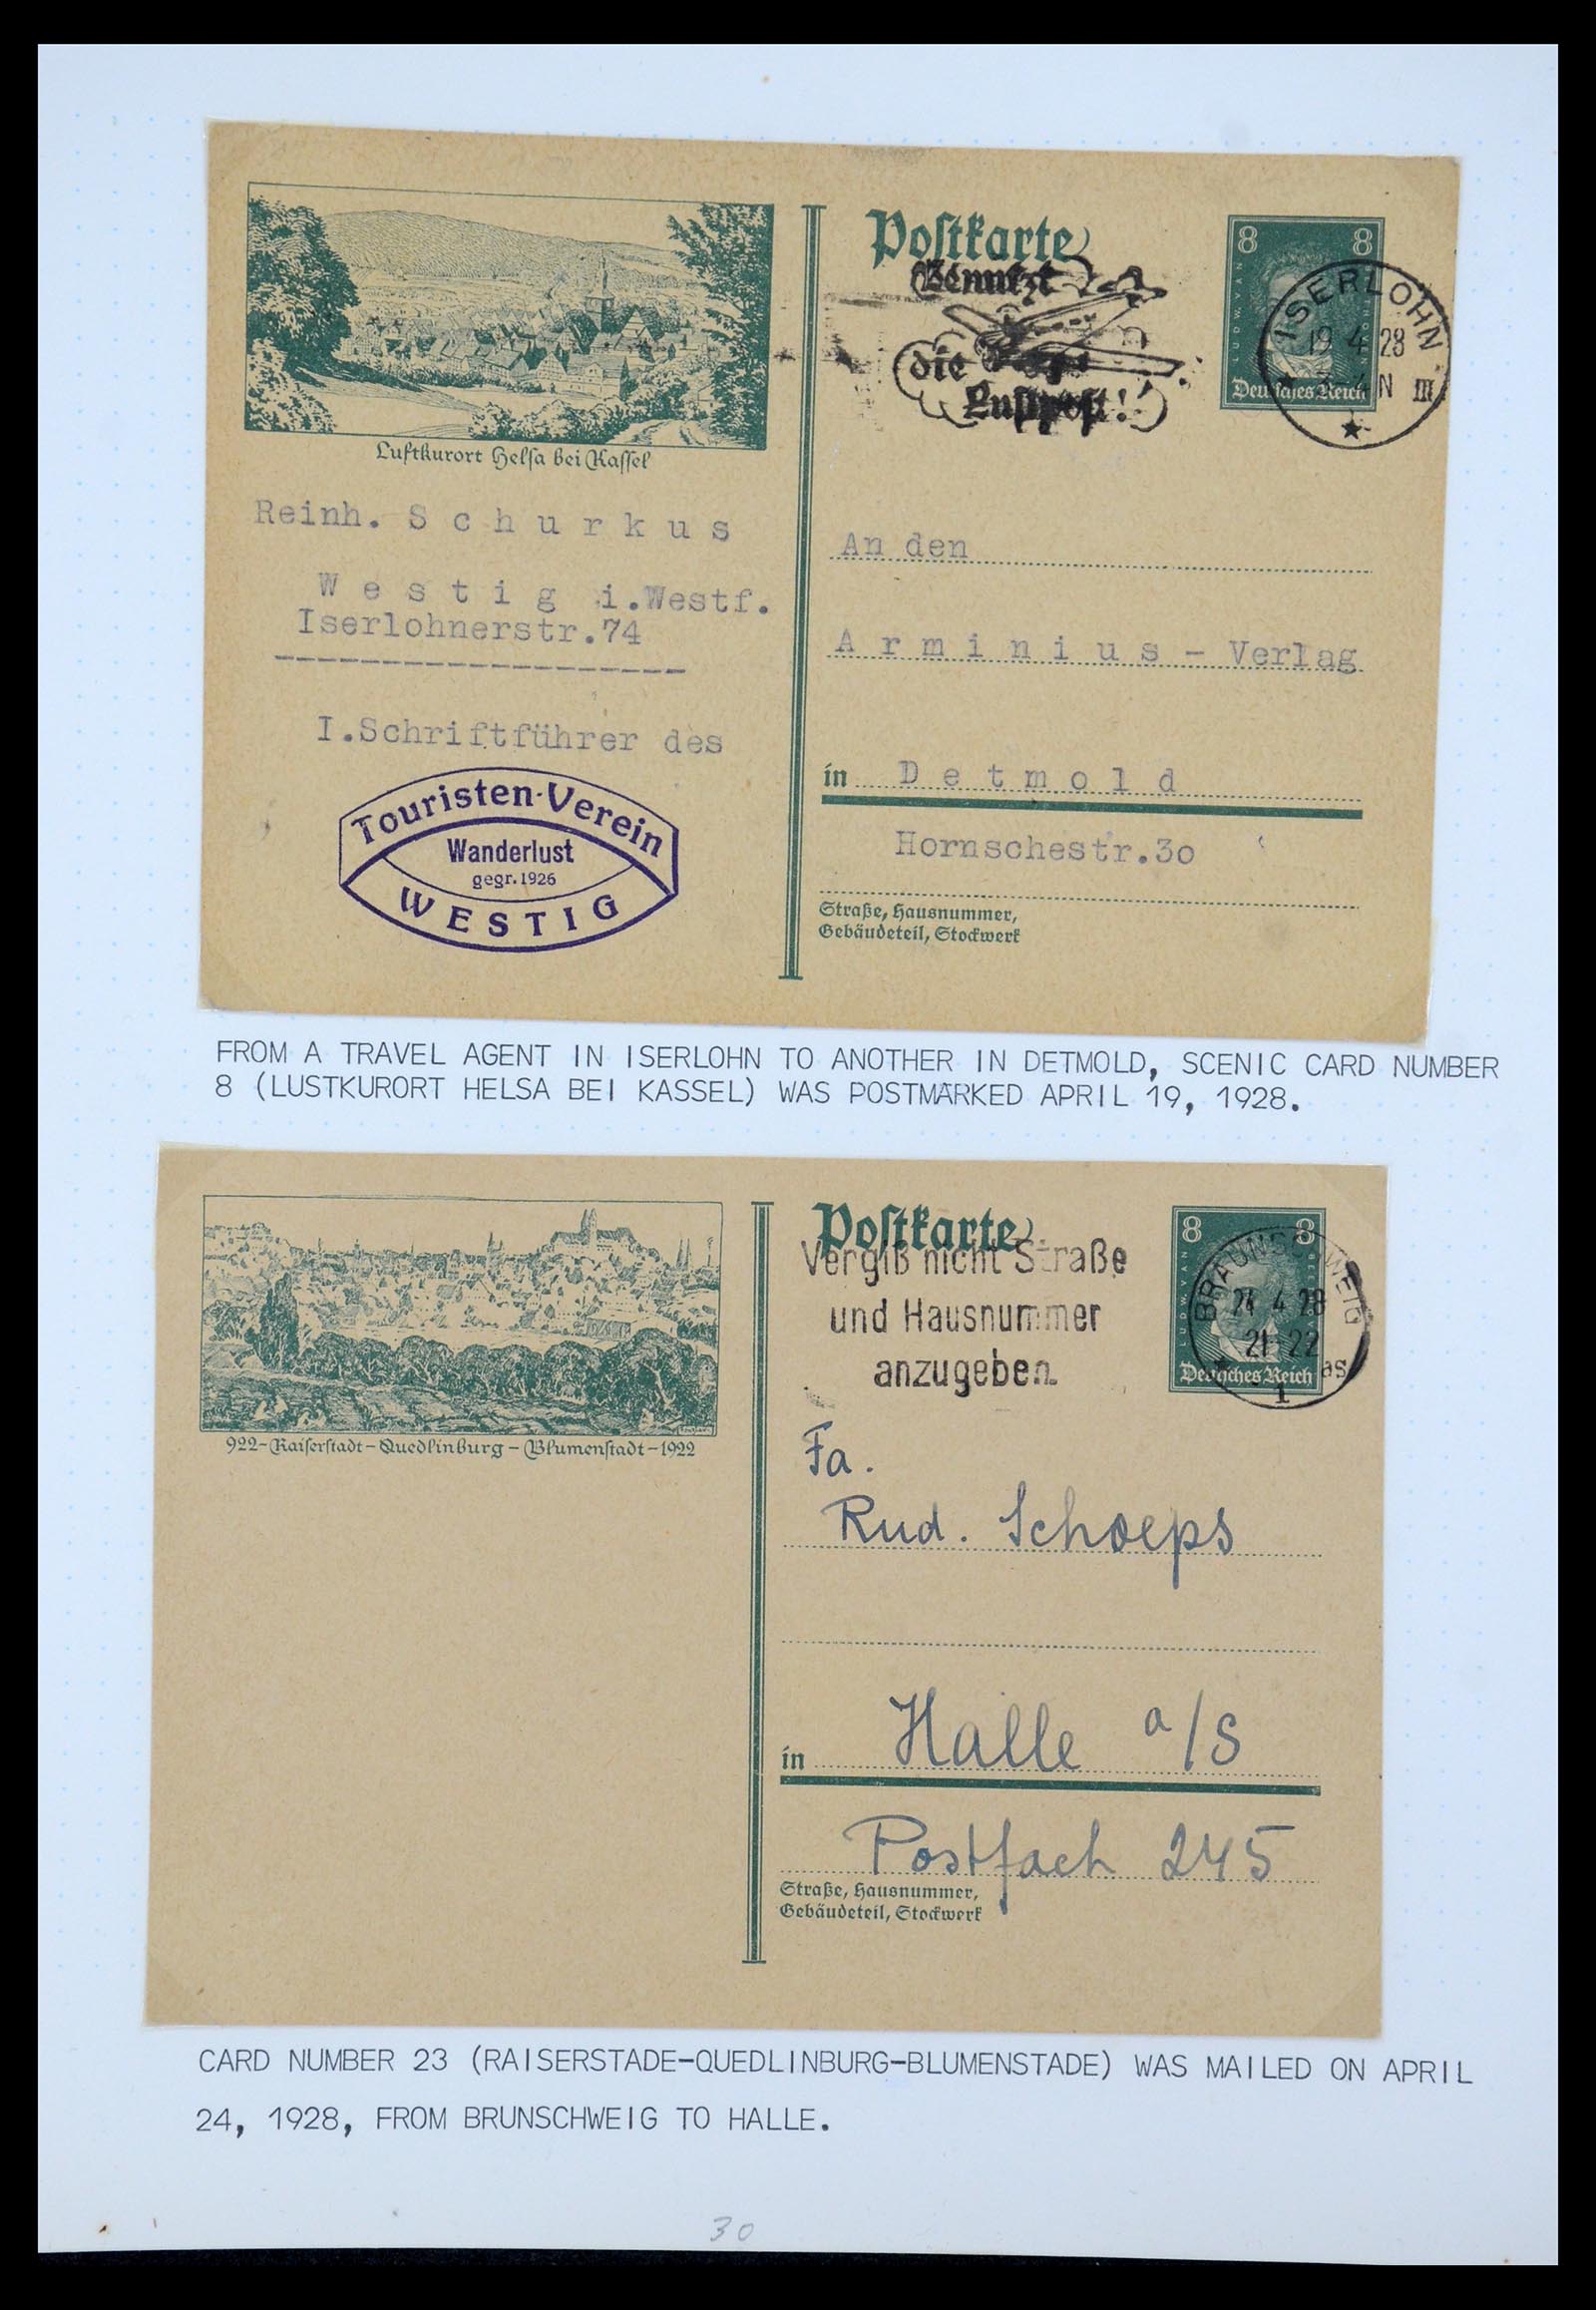 Postkarte
Benutzt
die
Luftpost!
8 8
Deutsches Reich
ISERLOHN
19 4 28
4 N III
Luftkurort Helsa bei Kassel
Reinh. S c h u r k u s
W e s t i g i.Westf.
Iserlohnerstr.74
I.Schriftführer des
Touristen-Verein
Wanderlust
gegr.1926
WESTIG
An den
A r m i n i u s - Verlag
in D e t m o l d
Hornschestr.30
Straße, Hausnummer,
Gebäudeteil, Stockwerk
FROM A TRAVEL AGENT IN ISERLOHN TO ANOTHER IN DETMOLD, SCENIC CARD NUMBER
8 (LUSTKURORT HELSA BEI KASSEL) WAS POSTMARKED APRIL 19, 1928.
Postkarte
Vergiß nicht Straße
und Hausnummer
anzugeben.
8 8
Deutsches Reich
BRAUNSCHWEIG
24 4 28
21-22
1 as
922-Kaiserstadt-Quedlinburg-Blumenstadt-1922
Fa.
Rud. Schoeps
in Halle a/S
Postfach 245
Straße, Hausnummer,
Gebäudeteil, Stockwerk
CARD NUMBER 23 (RAISERSTADE-QUEDLINBURG-BLUMENSTADE) WAS MAILED ON APRIL
24, 1928, FROM BRUNSCHWEIG TO HALLE.
30